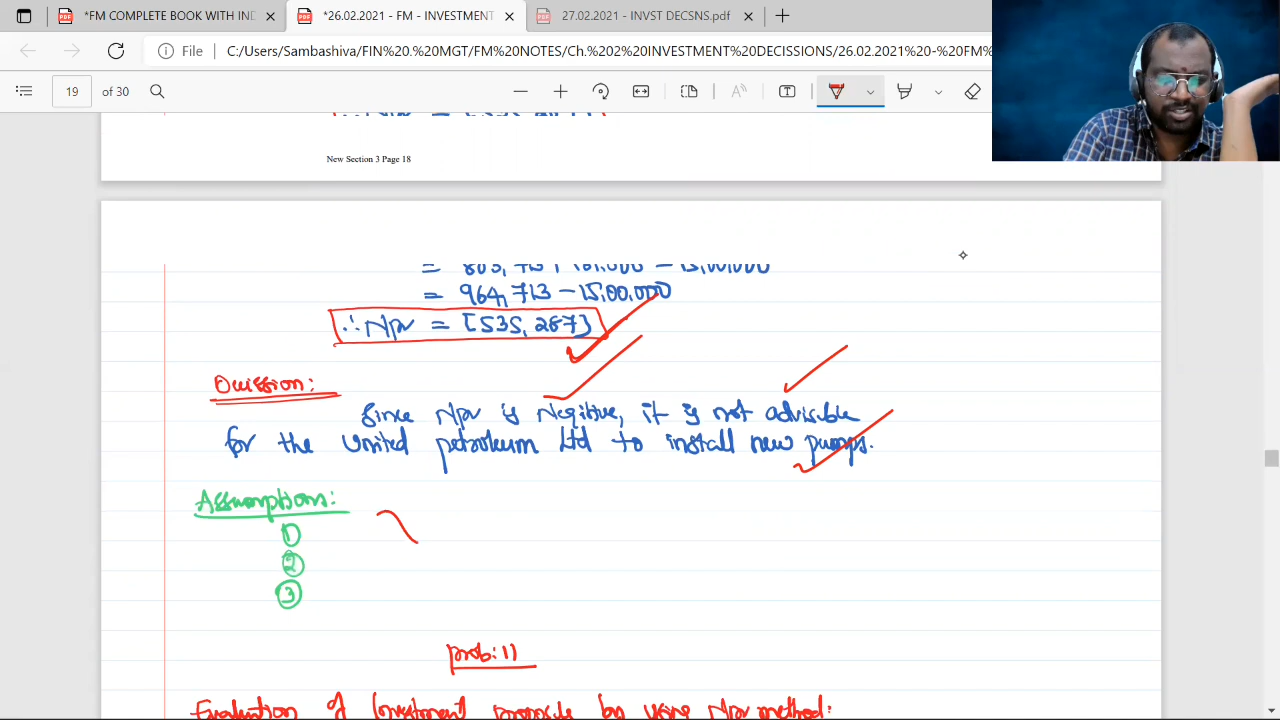 *FM COMPLETE BOOK WITH IND
*26.02.2021 - FM - INVESTMENT
27.02.2021 - INVST DECSNS.pdf
File C:/Users/Sambashiva/FIN%20.%20MGT/FM%20NOTES/Ch.%202%20INVESTMENT%20DECISSIONS/26.02.2021%20-%20FM%
19 of 30
New Section 3 Page 18
= 964,713 - 15,00,000
∴ NPV = [535,287]
Decission:
Since NPV is Negitive, it is not advisible
for the United petroleum Ltd to install new pumps.
Assumptions:
①
②
③
prob: 11
Evaluation of Investment proposals by using NPV method: